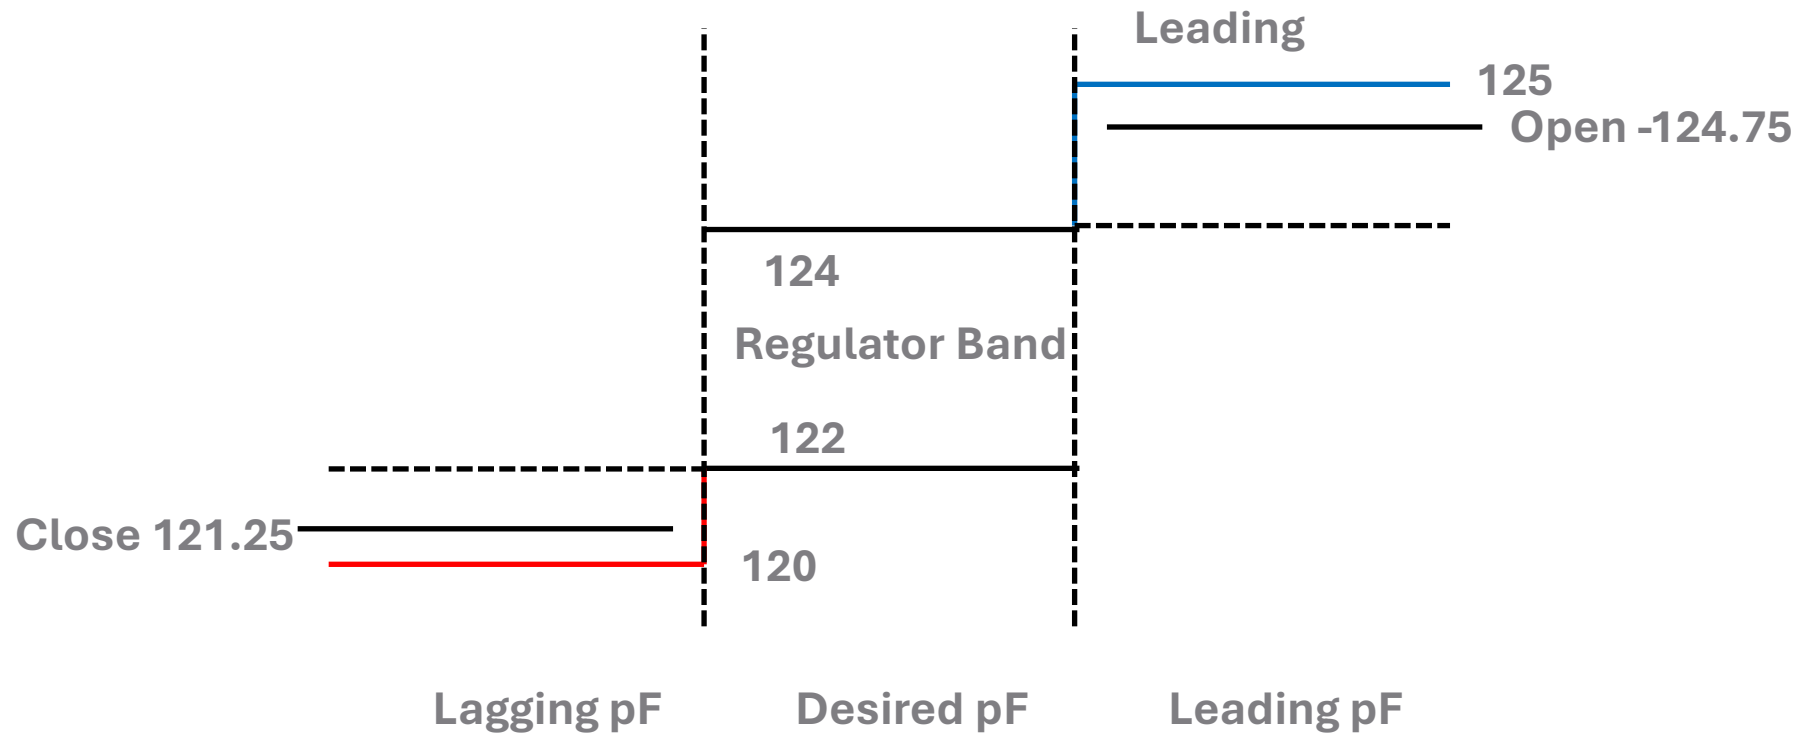 Leading
125
Open -124.75
124
Regulator Band
122
Close 121.25
120
Lagging pF
Desired pF
Leading pF